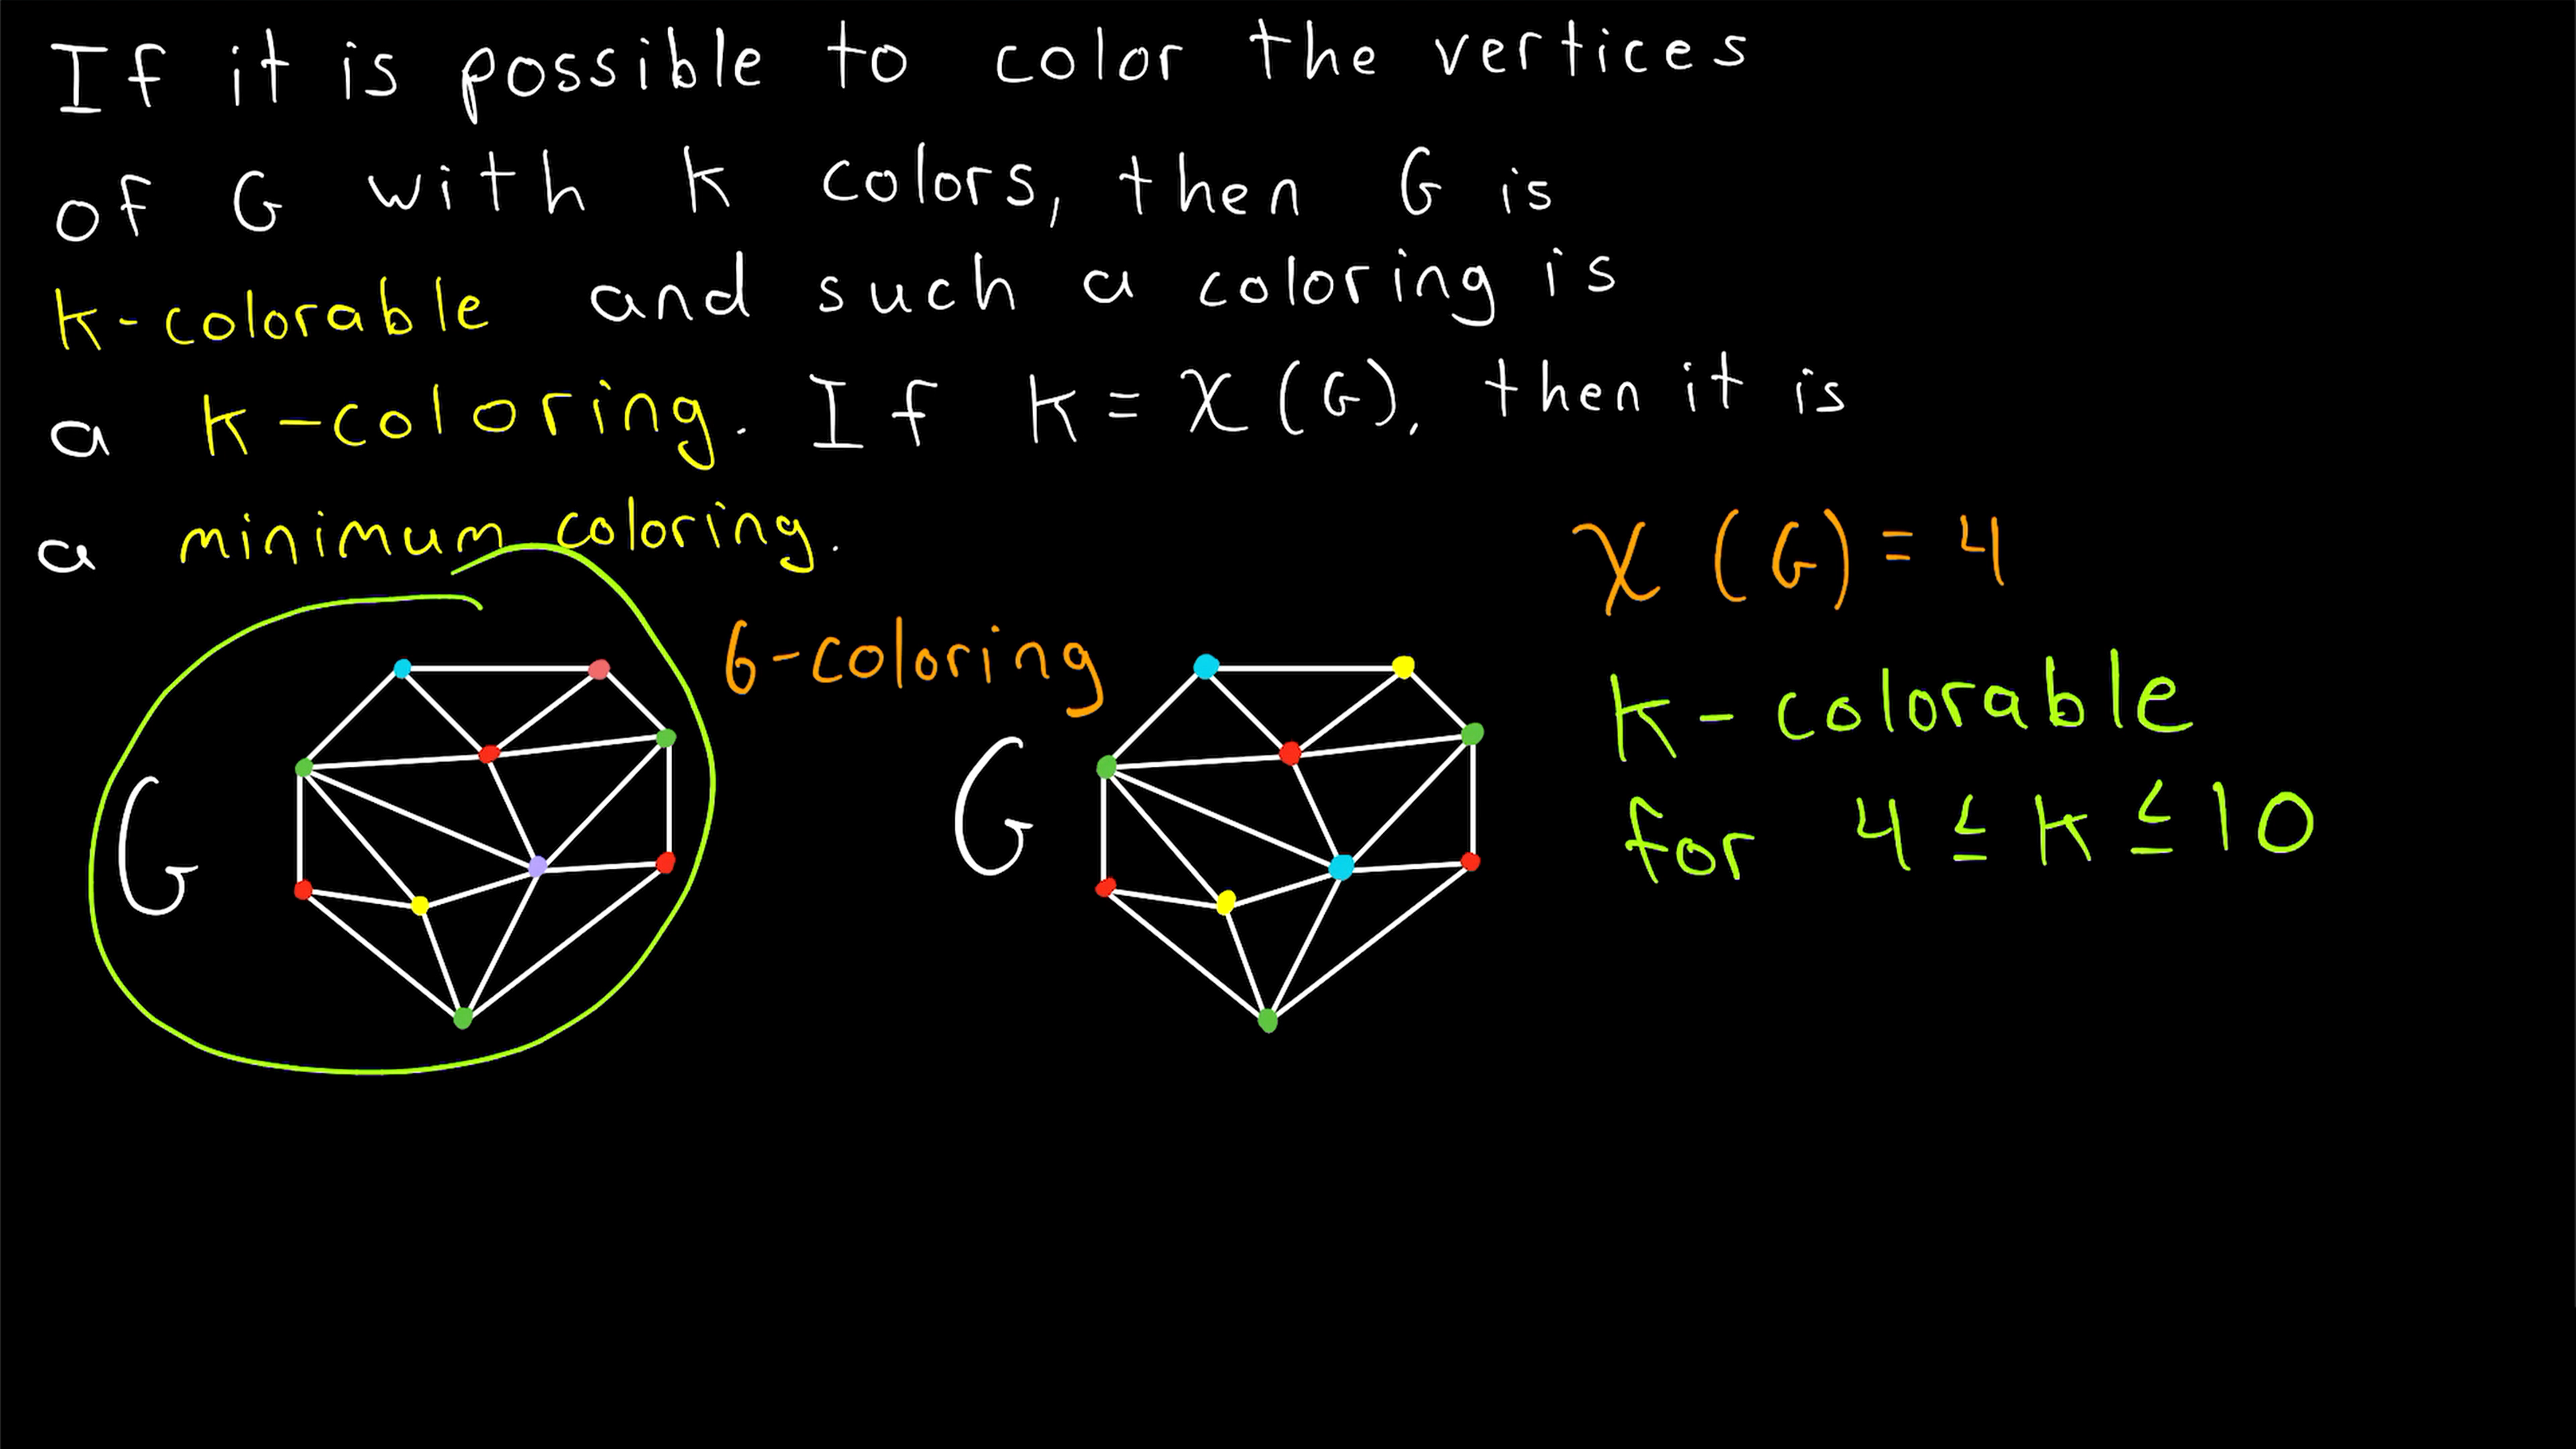 If it is possible to color the vertices
of G with k colors, then G is
k-colorable and such a coloring is
a k-coloring. If k = χ(G), then it is
a minimum coloring.
χ(G) = 4
6-coloring
k-colorable
for 4 ≤ k ≤ 10
G
G